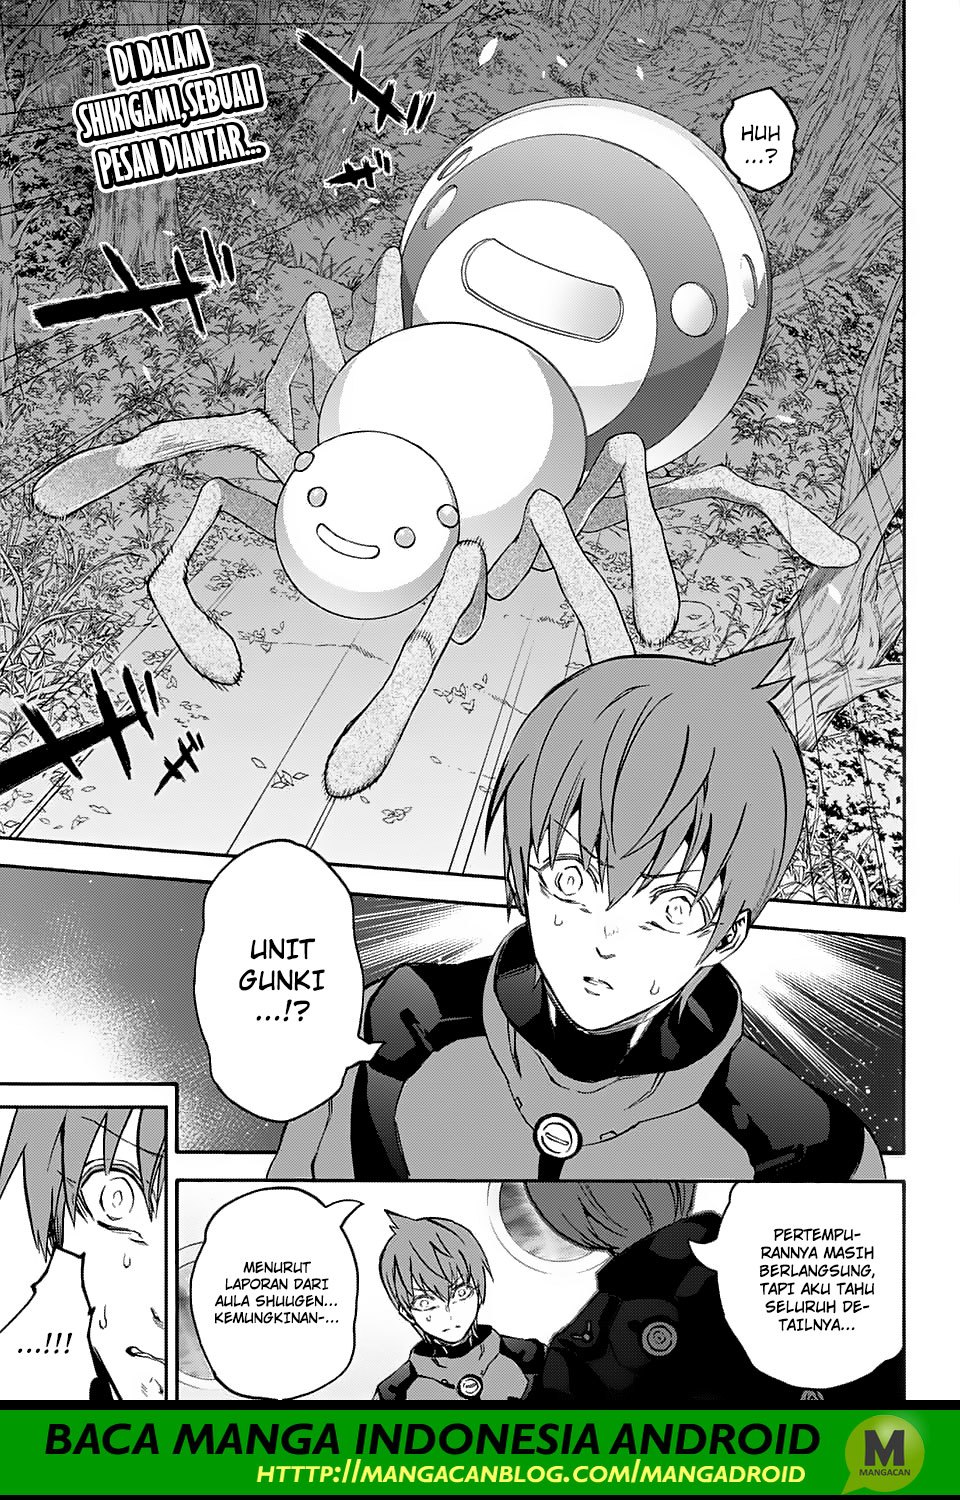 DI DALAM
SHIKIGAMI, SEBUAH
PESAN DIANTAR...
HUH
...?
UNIT
GUNKI
...!?
PERTEMPU-
RANNYA MASIH
BERLANGSUNG,
TAPI AKU TAHU
SELURUH DE-
TAILNYA...
MENURUT
LAPORAN DARI
AULA SHUUGEN...
KEMUNGKINAN-...
...!!!
BACA MANGA INDONESIA ANDROID
HTTTP://MANGACANBLOG.COM/MANGADROID
M
MANGACAN